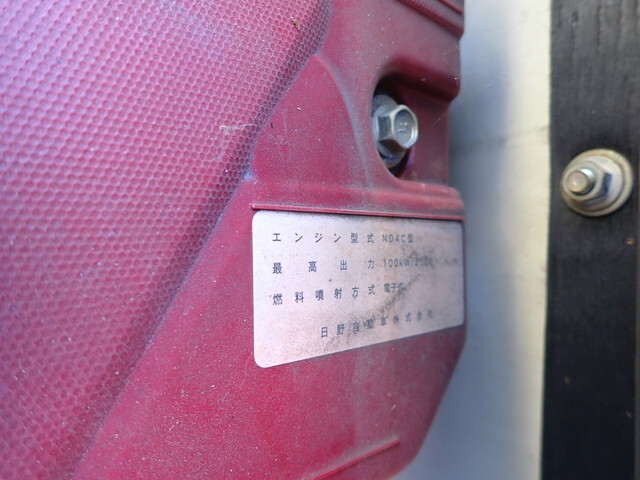 エンジン型式 N04C型
最高出力 100kW
燃料噴射方式 電子式
日野自動車株式会社